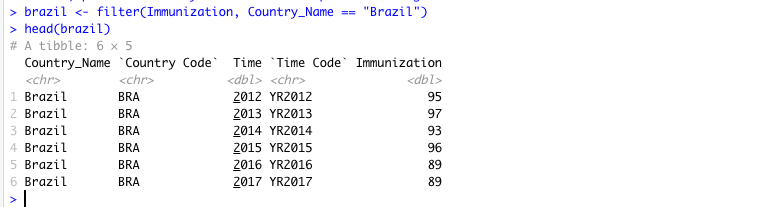 > brazil <- filter(Immunization, Country_Name == "Brazil")
> head(brazil)
# A tibble: 6 × 5
  Country_Name `Country Code`  Time `Time Code` Immunization
  <chr>        <chr>          <dbl> <chr>              <dbl>
1 Brazil       BRA             2012 YR2012                95
2 Brazil       BRA             2013 YR2013                97
3 Brazil       BRA             2014 YR2014                93
4 Brazil       BRA             2015 YR2015                96
5 Brazil       BRA             2016 YR2016                89
6 Brazil       BRA             2017 YR2017                89
>